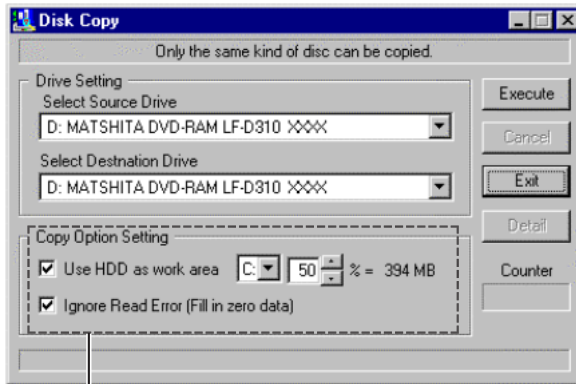 Disk Copy
Only the same kind of disc can be copied.
Drive Setting
Select Source Drive
D: MATSHITA DVD-RAM LF-D310 XXXX
Select Destnation Drive
D: MATSHITA DVD-RAM LF-D310 XXXX
Execute
Cancel
Exit
Detail
Copy Option Setting
Use HDD as work area C: 50 % = 394 MB
Ignore Read Error (Fill in zero data)
Counter